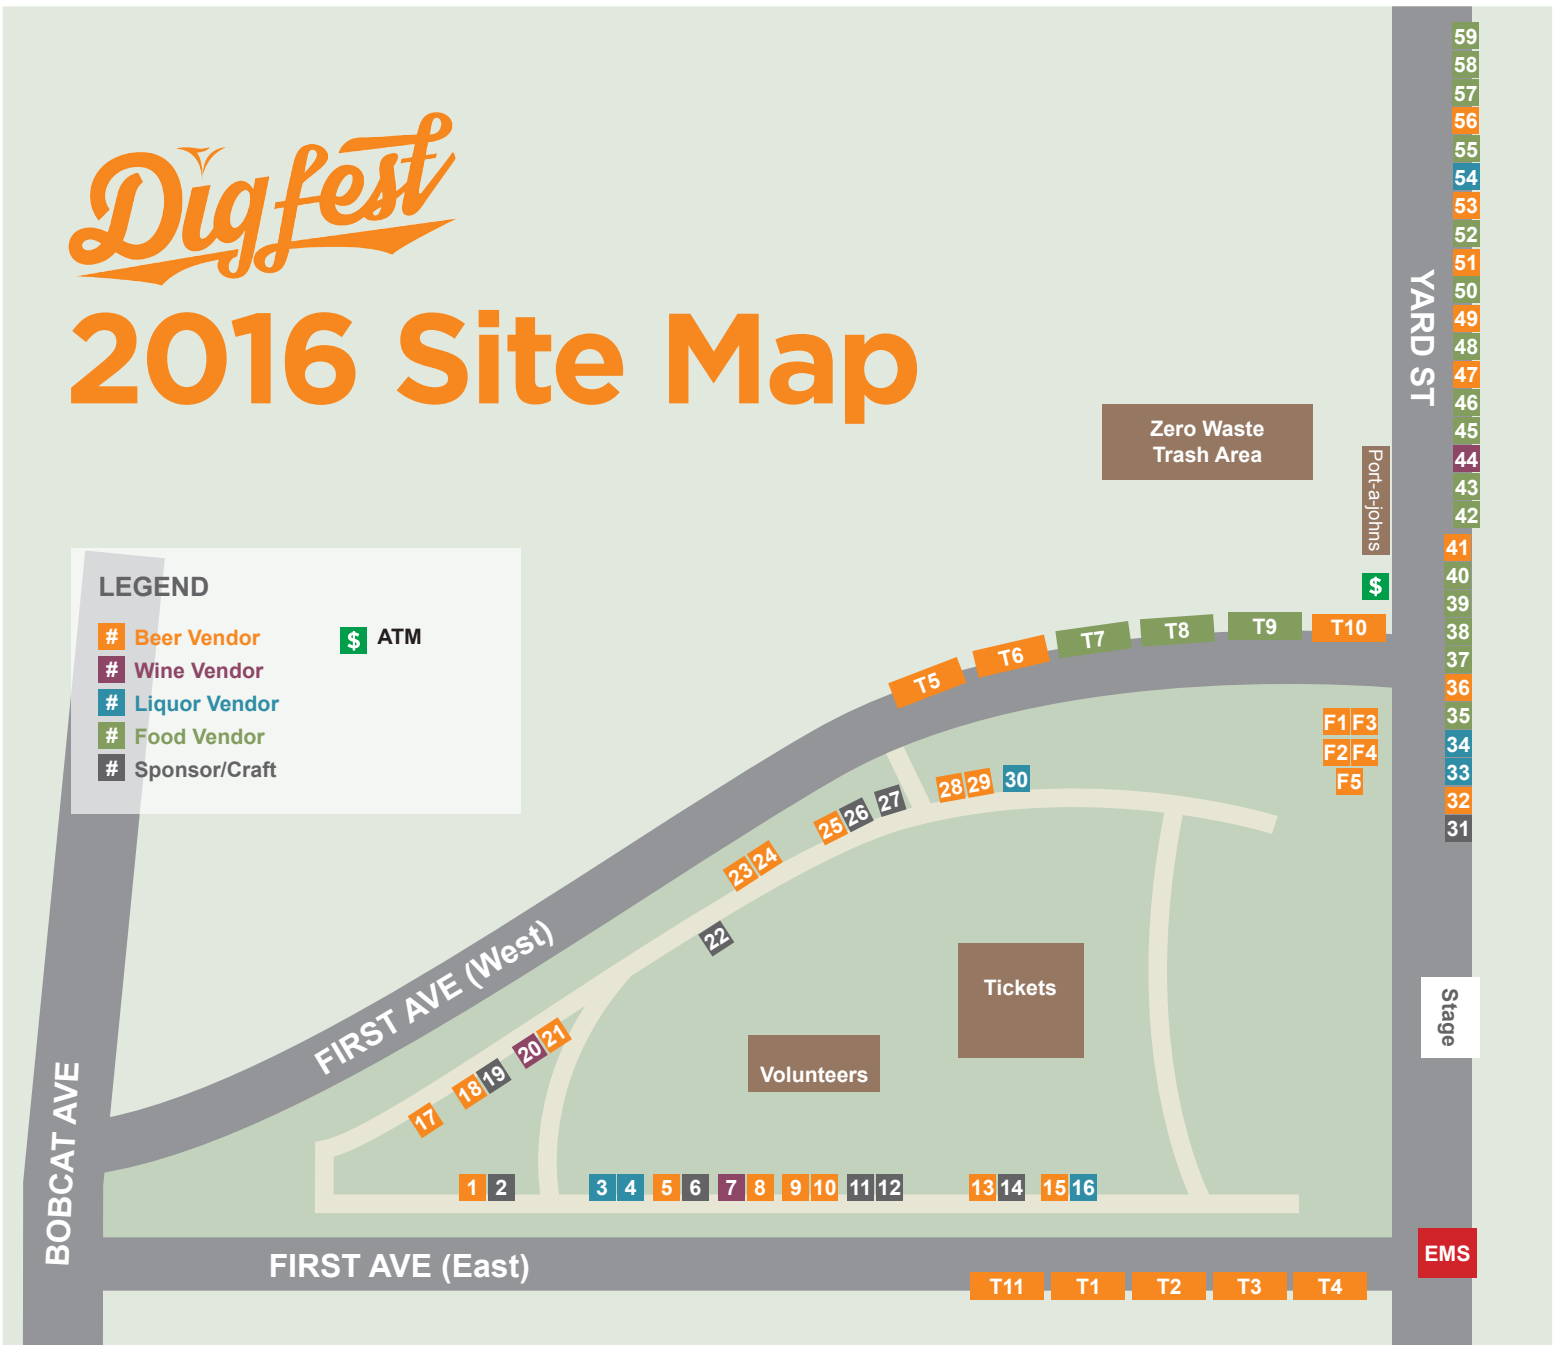 Digfest
2016 Site Map
LEGEND
# Beer Vendor
# Wine Vendor
# Liquor Vendor
# Food Vendor
# Sponsor/Craft
$ ATM
Zero Waste
Trash Area
Port-a-johns
$
YARD ST
59
58
57
56
55
54
53
52
51
50
49
48
47
46
45
44
43
42
41
40
39
38
37
36
35
34
33
32
31
T5
T6
T7
T8
T9
T10
F1 F3
F2 F4
F5
28 29 30
25 26 27
23 24
22
20 21
18 19
17
FIRST AVE (West)
BOBCAT AVE
Tickets
Volunteers
Stage
1 2 3 4 5 6 7 8 9 10 11 12 13 14 15 16
FIRST AVE (East)
EMS
T11 T1 T2 T3 T4